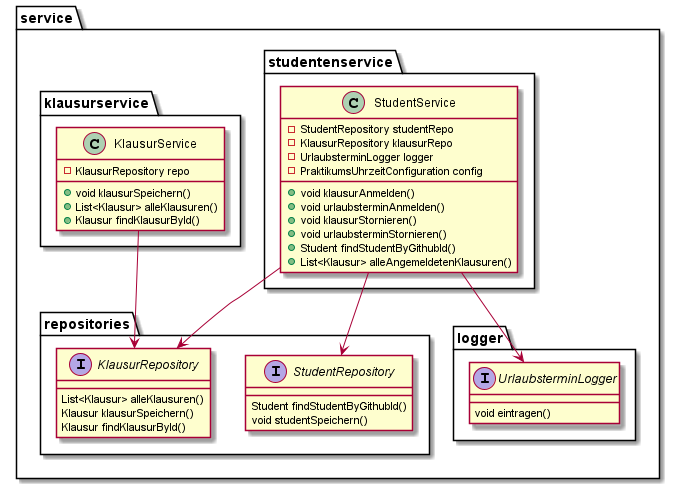 service
studentenservice
C StudentService
StudentRepository studentRepo
KlausurRepository klausurRepo
UrlaubsterminLogger logger
PraktikumsUhrzeitConfiguration config
void klausurAnmelden()
void urlaubsterminAnmelden()
void klausurStornieren()
void urlaubsterminStornieren()
Student findStudentByGithubId()
List<Klausur> alleAngemeldetenKlausuren()
klausurservice
C KlausurService
KlausurRepository repo
void klausurSpeichern()
List<Klausur> alleKlausuren()
Klausur findKlausurById()
repositories
I KlausurRepository
List<Klausur> alleKlausuren()
Klausur klausurSpeichern()
Klausur findKlausurById()
I StudentRepository
Student findStudentByGithubId()
void studentSpeichern()
logger
I UrlaubsterminLogger
void eintragen()